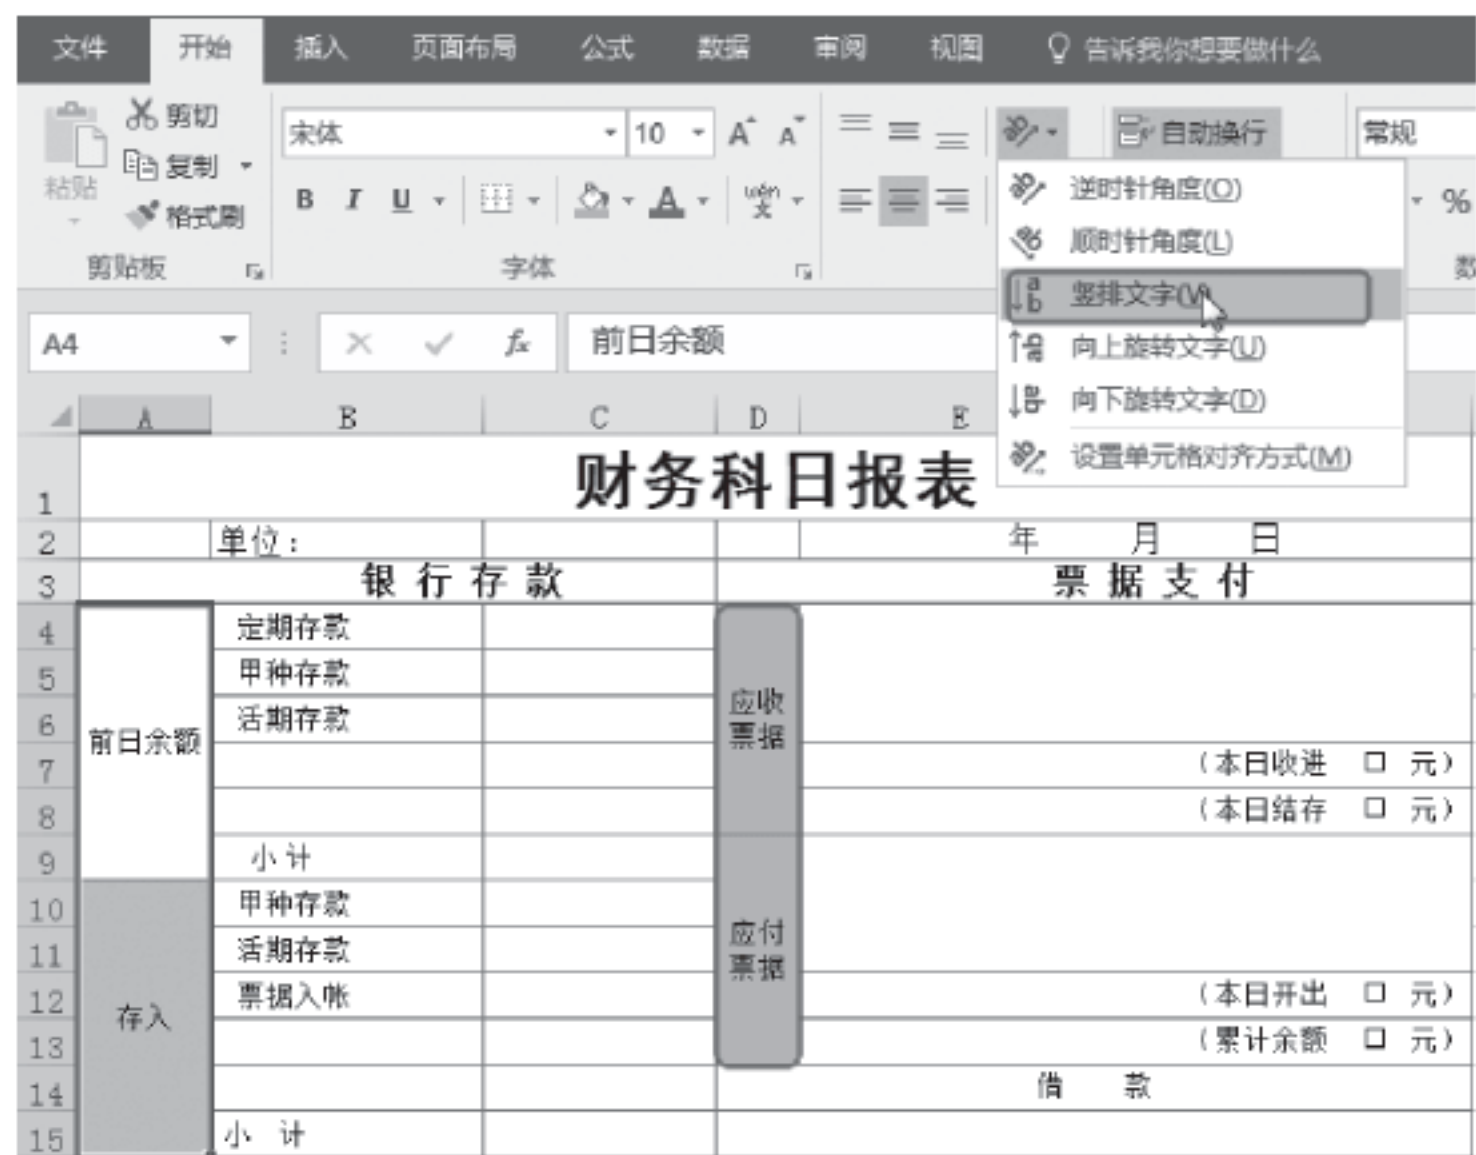 文件 开始 插入 页面布局 公式 数据 审阅 视图 告诉我你想要做什么
剪切
复制
格式刷
粘贴
剪贴板
宋体 10 A A
B I U A wén 文
字体
自动换行
常规
%
数
逆时针角度(O)
顺时针角度(L)
竖排文字(V)
向上旋转文字(U)
向下旋转文字(D)
设置单元格对齐方式(M)
A4 fx 前日余额
A B C D E
1 财务科日报表
2 单位: 年 月 日
3 银行存款 票据支付
4 定期存款
5 甲种存款
6 活期存款
前日余额
应收
票据
7 (本日收进 口 元)
8 (本日结存 口 元)
9 小计
10 甲种存款
11 活期存款
应付
票据
12 票据入帐 (本日开出 口 元)
存入
13 (累计余额 口 元)
14 借 款
15 小 计